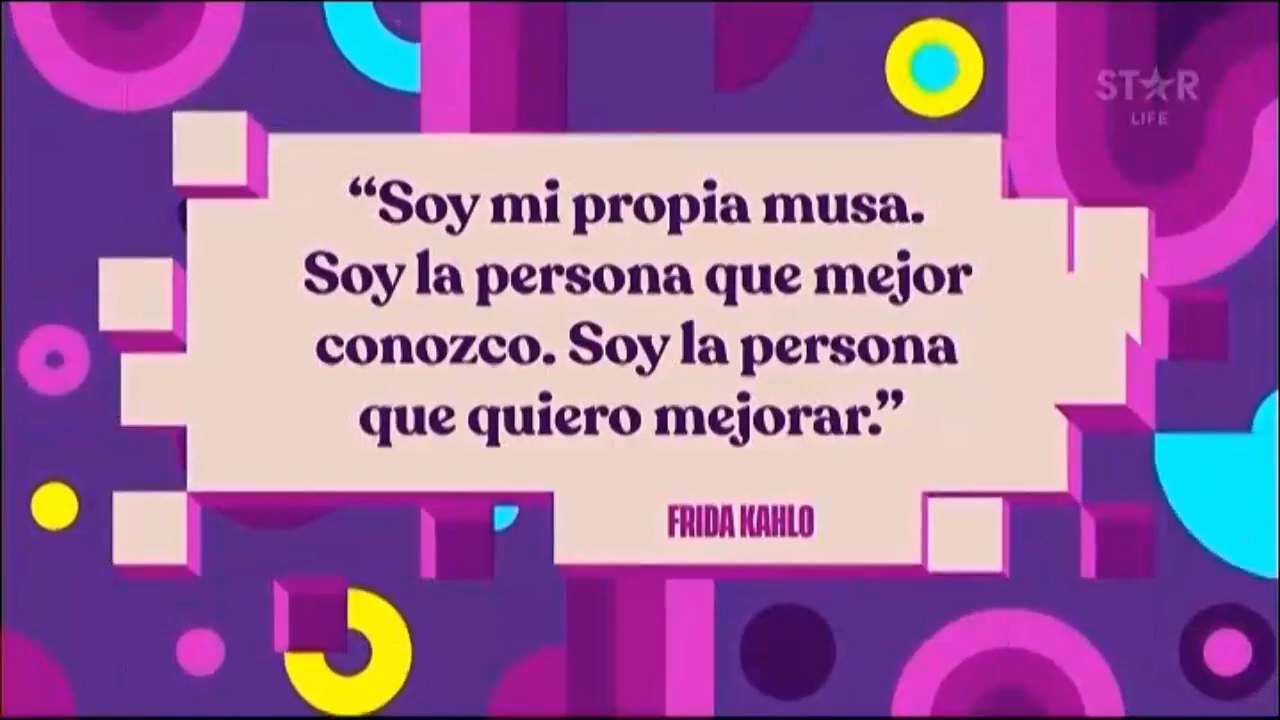 ST★R
LIFE
“Soy mi propia musa.
Soy la persona que mejor
conozco. Soy la persona
que quiero mejorar.”
FRIDA KAHLO